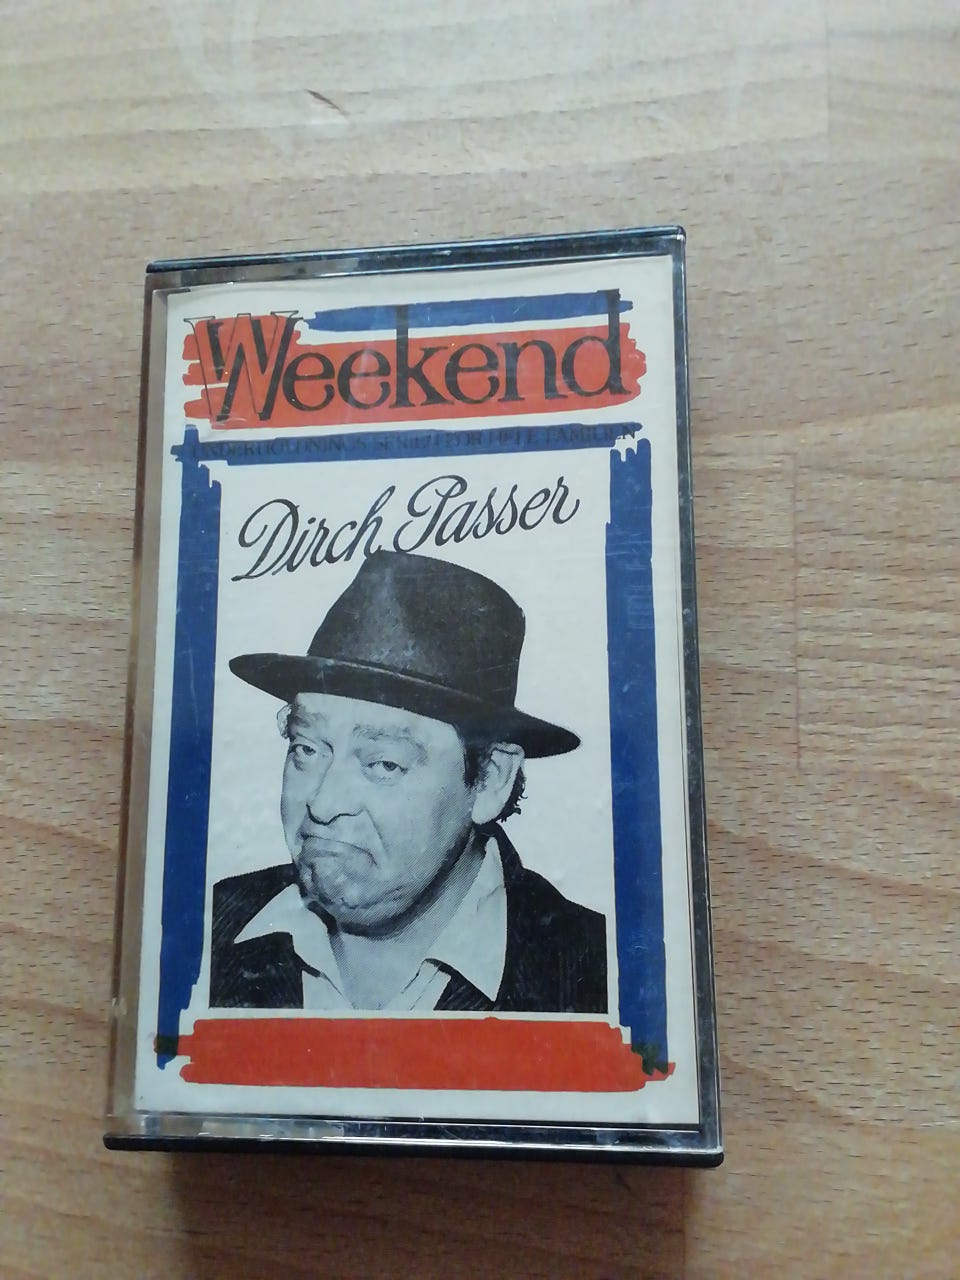 Weekend
UNDERHOLDNINGS-SERIEN FOR HELE FAMILIEN
Dirch Passer